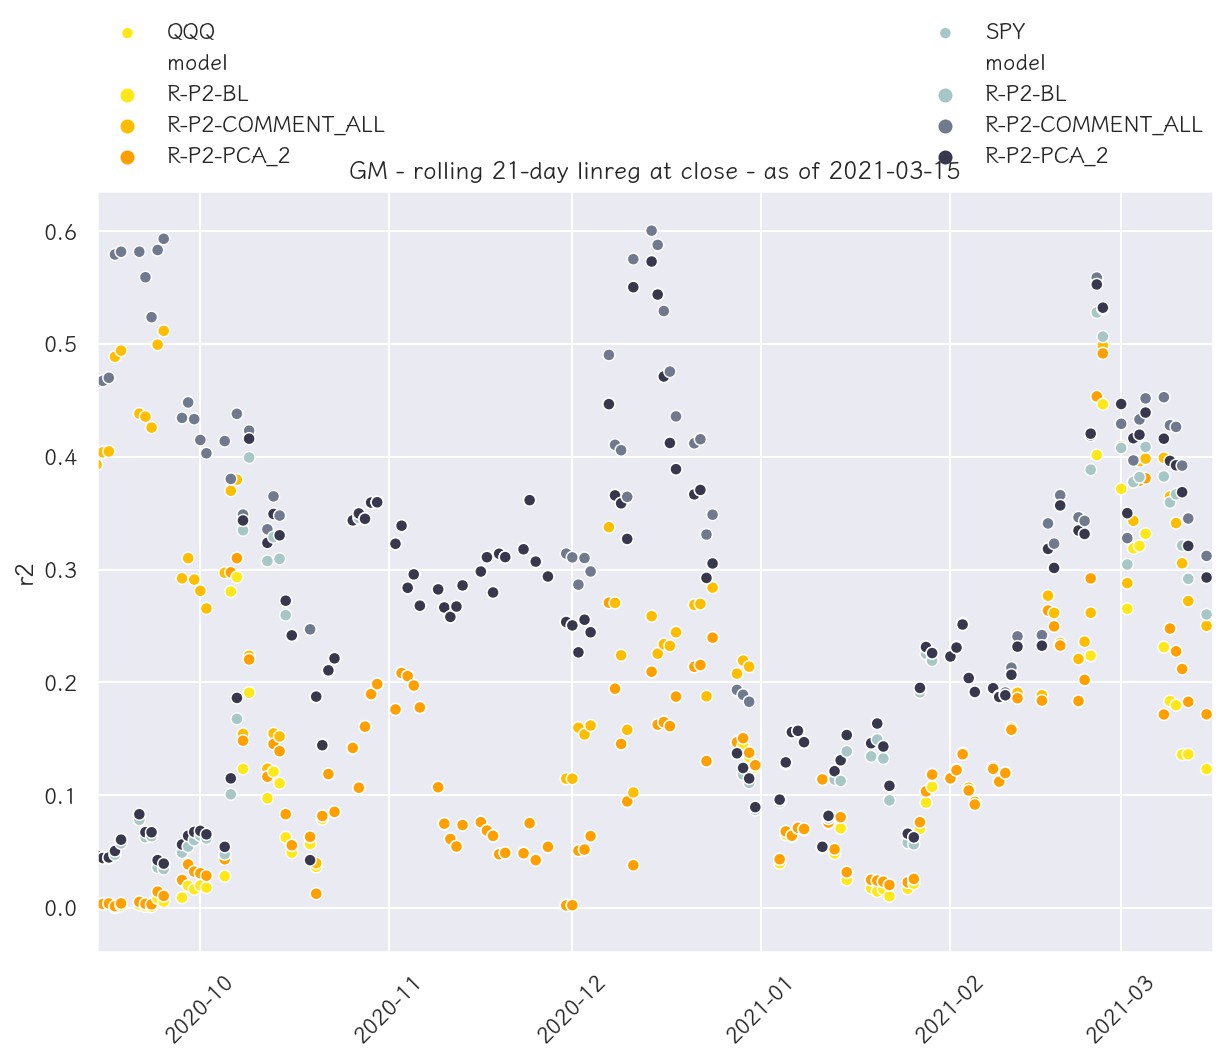 QQQ
model
R-P2-BL
R-P2-COMMENT_ALL
R-P2-PCA_2
SPY
model
R-P2-BL
R-P2-COMMENT_ALL
R-P2-PCA_2
GM - rolling 21-day linreg at close - as of 2021-03-15
0.6
0.5
0.4
0.3
0.2
0.1
0.0
r2
2020-10
2020-11
2020-12
2021-01
2021-02
2021-03